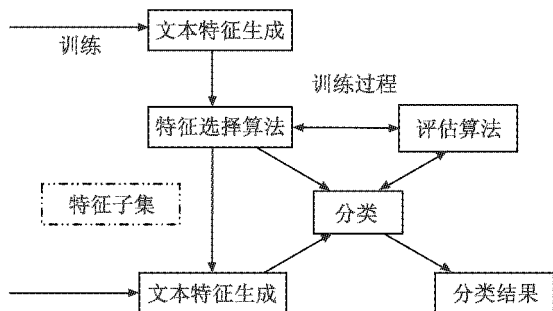 文本特征生成
训练
训练过程
特征选择算法
评估算法
特征子集
分类
文本特征生成
分类结果